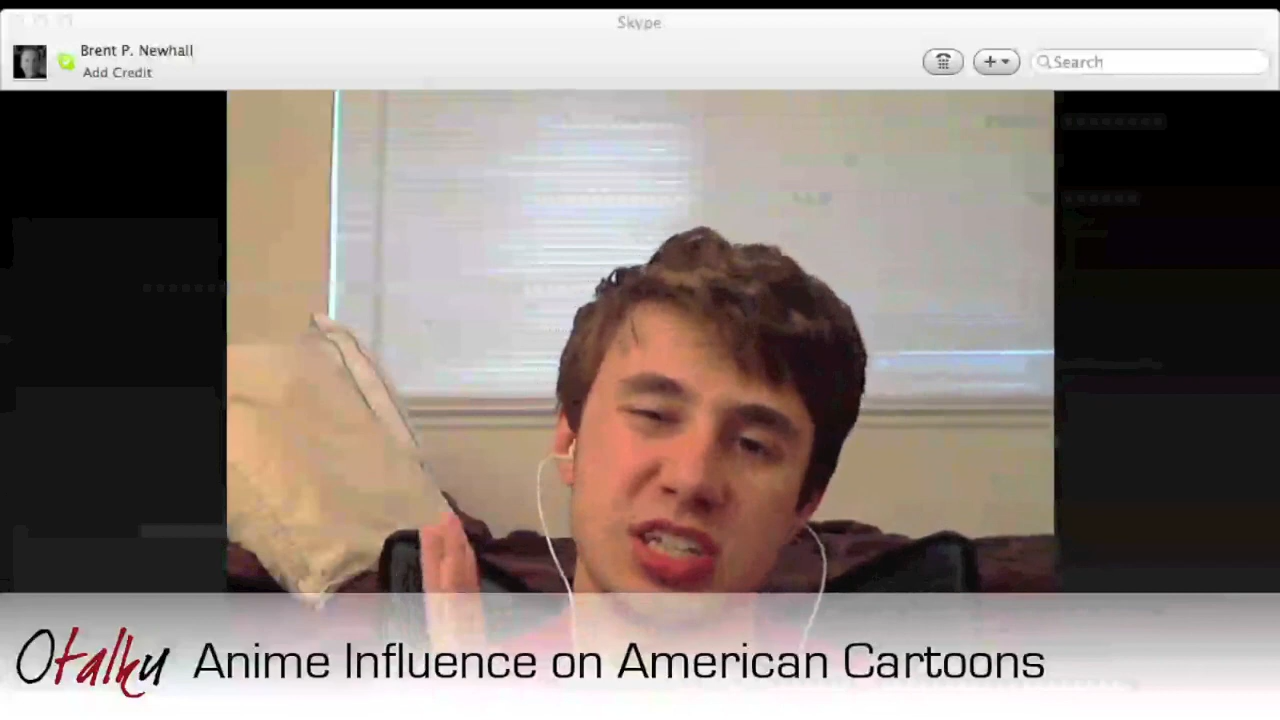 Skype
Brent P. Newhall
Add Credit
Search
Otalku Anime Influence on American Cartoons